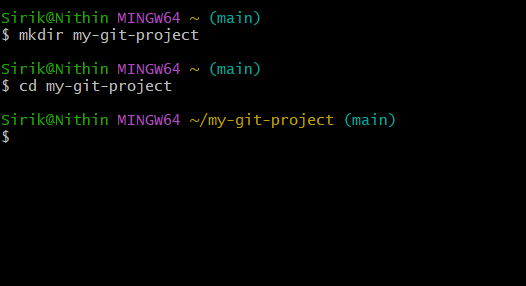 Sirik@Nithin MINGW64 ~ (main)
$ mkdir my-git-project
Sirik@Nithin MINGW64 ~ (main)
$ cd my-git-project
Sirik@Nithin MINGW64 ~/my-git-project (main)
$